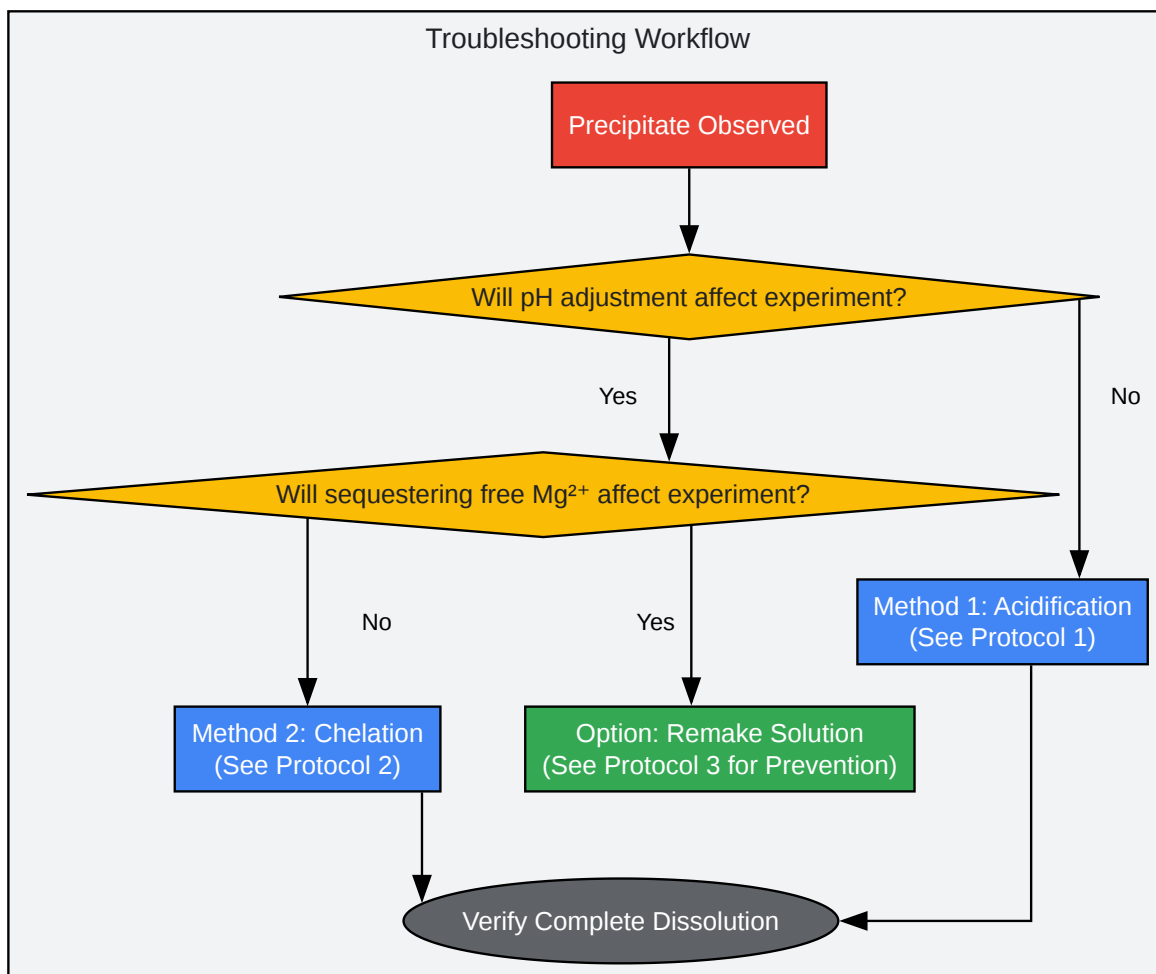 Troubleshooting Workflow
Precipitate Observed
Will pH adjustment affect experiment?
Yes
No
Will sequestering free Mg²⁺ affect experiment?
No
Yes
Method 1: Acidification
(See Protocol 1)
Method 2: Chelation
(See Protocol 2)
Option: Remake Solution
(See Protocol 3 for Prevention)
Verify Complete Dissolution